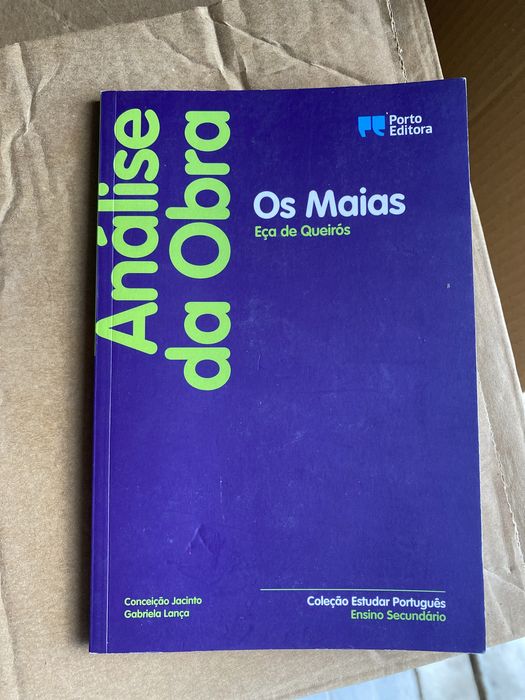 Análise
da Obra
Porto
Editora
Os Maias
Eça de Queirós
Conceição Jacinto
Gabriela Lança
Coleção Estudar Português
Ensino Secundário